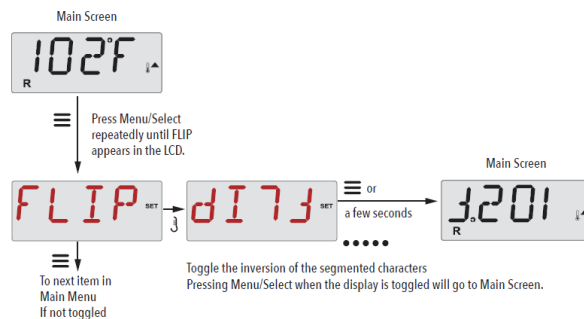 Main Screen
102°F
R
Press Menu/Select
repeatedly until FLIP
appears in the LCD.
Main Screen
FLIP SET
dI7J SET
or
a few seconds
J.201
R
To next item in
Main Menu
If not toggled
Toggle the inversion of the segmented characters
Pressing Menu/Select when the display is toggled will go to Main Screen.